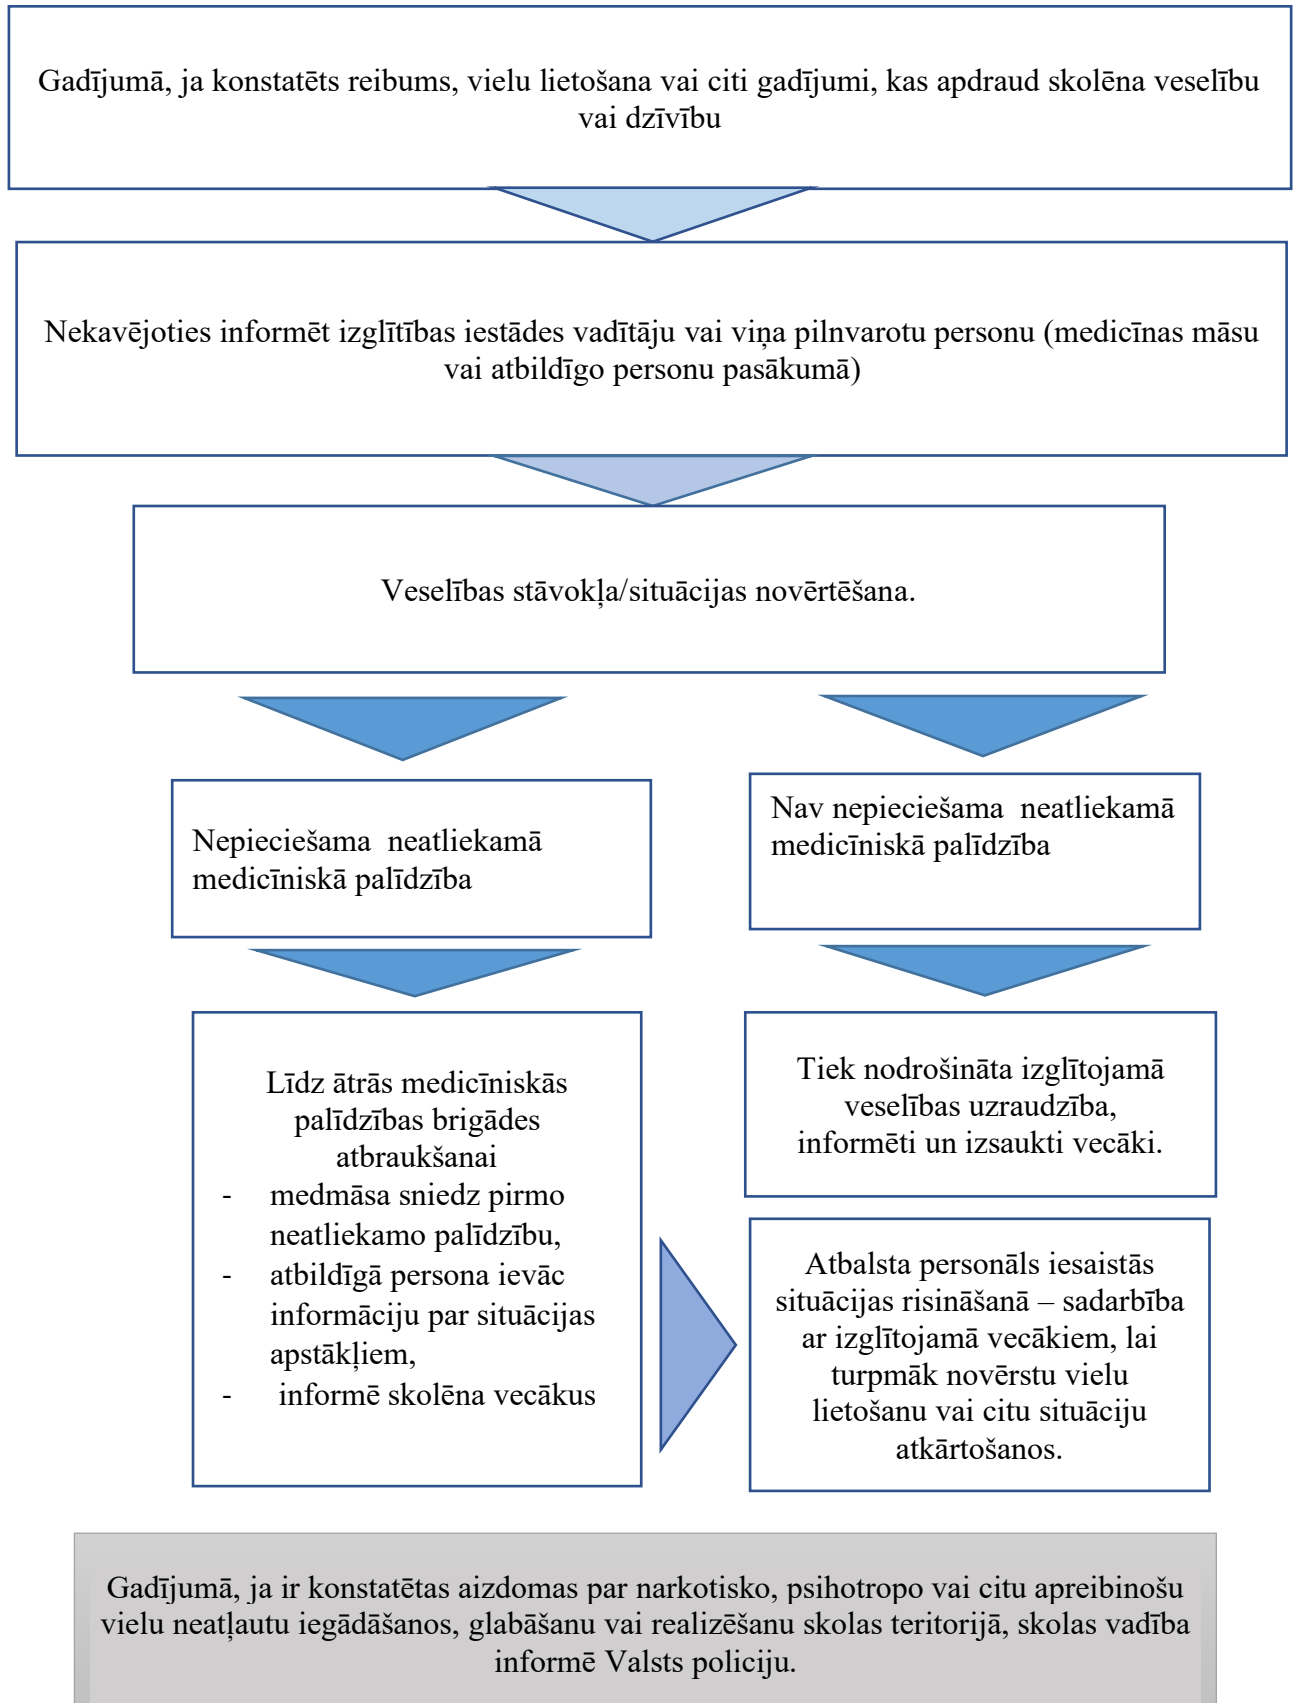 Gadījumā, ja konstatēts reibums, vielu lietošana vai citi gadījumi, kas apdraud skolēna veselību
vai dzīvību
Nekavējoties informēt izglītības iestādes vadītāju vai viņa pilnvarotu personu (medicīnas māsu
vai atbildīgo personu pasākumā)
Veselības stāvokļa/situācijas novērtēšana.
Nepieciešama  neatliekamā
medicīniskā palīdzība
Nav nepieciešama  neatliekamā
medicīniskā palīdzība
Līdz ātrās medicīniskās
palīdzības brigādes
atbraukšanai
- medmāsa sniedz pirmo
neatliekamo palīdzību,
- atbildīgā persona ievāc
informāciju par situācijas
apstākļiem,
- informē skolēna vecākus
Tiek nodrošināta izglītojamā
veselības uzraudzība,
informēti un izsaukti vecāki.
Atbalsta personāls iesaistās
situācijas risināšanā – sadarbība
ar izglītojamā vecākiem, lai
turpmāk novērstu vielu
lietošanu vai citu situāciju
atkārtošanos.
Gadījumā, ja ir konstatētas aizdomas par narkotisko, psihotropo vai citu apreibinošu
vielu neatļautu iegādāšanos, glabāšanu vai realizēšanu skolas teritorijā, skolas vadība
informē Valsts policiju.